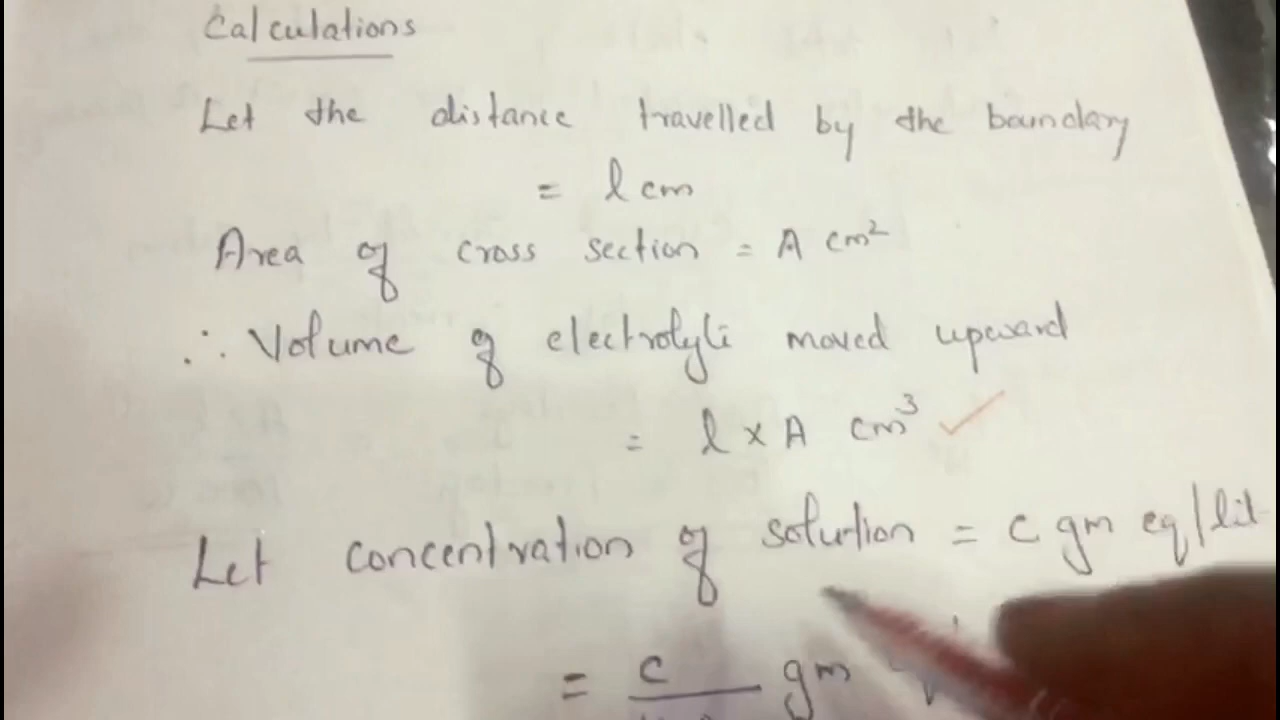 Calculations
Let the distance travelled by the boundary
= l cm
Area of cross section = A cm²
∴ Volume of electrolyte moved upward
= l x A cm³ ✓
Let concentration of solution = c gm eq/lit
= c gm